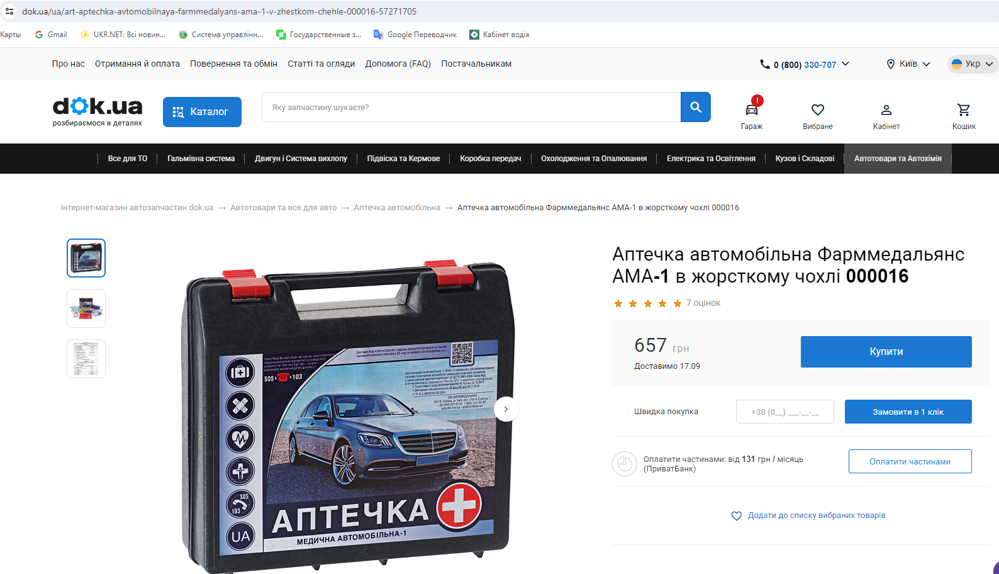 dok.ua/ua/art-aptechka-avtomobilnaya-farmmedalyans-ama-1-v-zhestkom-chehle-000016-57271705
Карты
Gmail
UKR.NET: Всі новин...
Система управлінн...
Государственные з...
Google Переводчик
Кабінет водія
Про нас
Отримання й оплата
Повернення та обмін
Статті та огляди
Допомога (FAQ)
Постачальникам
0 (800) 330-707
Київ
Укр
dok.ua
розбираємося в деталях
Каталог
Яку запчастину шукаєте?
!
Гараж
Вибране
Кабінет
Кошик
Все для ТО
Гальмівна система
Двигун і Система вихлопу
Підвіска та Кермове
Коробка передач
Охолодження та Опалювання
Електрика та Освітлення
Кузов і Складові
Автотовари та Автохімія
Інтернет-магазин автозапчастин dok.ua → Автотовари та все для авто → Аптечка автомобільна → Аптечка автомобільна Фарммедальянс АМА-1 в жорсткому чохлі 000016
SOS
103
SOS
103
UA
АПТЕЧКА
МЕДИЧНА АВТОМОБІЛЬНА-1
Аптечка автомобільна Фарммедальянс
АМА-1 в жорсткому чохлі 000016
7 оцінок
657 грн
Доставимо 17.09
Купити
Швидка покупка
+38 (0__) ___-__-__
Замовити в 1 клік
Оплатити частинами: від 131 грн / місяць
(ПриватБанк)
Оплатити частинами
Додати до списку вибраних товарів